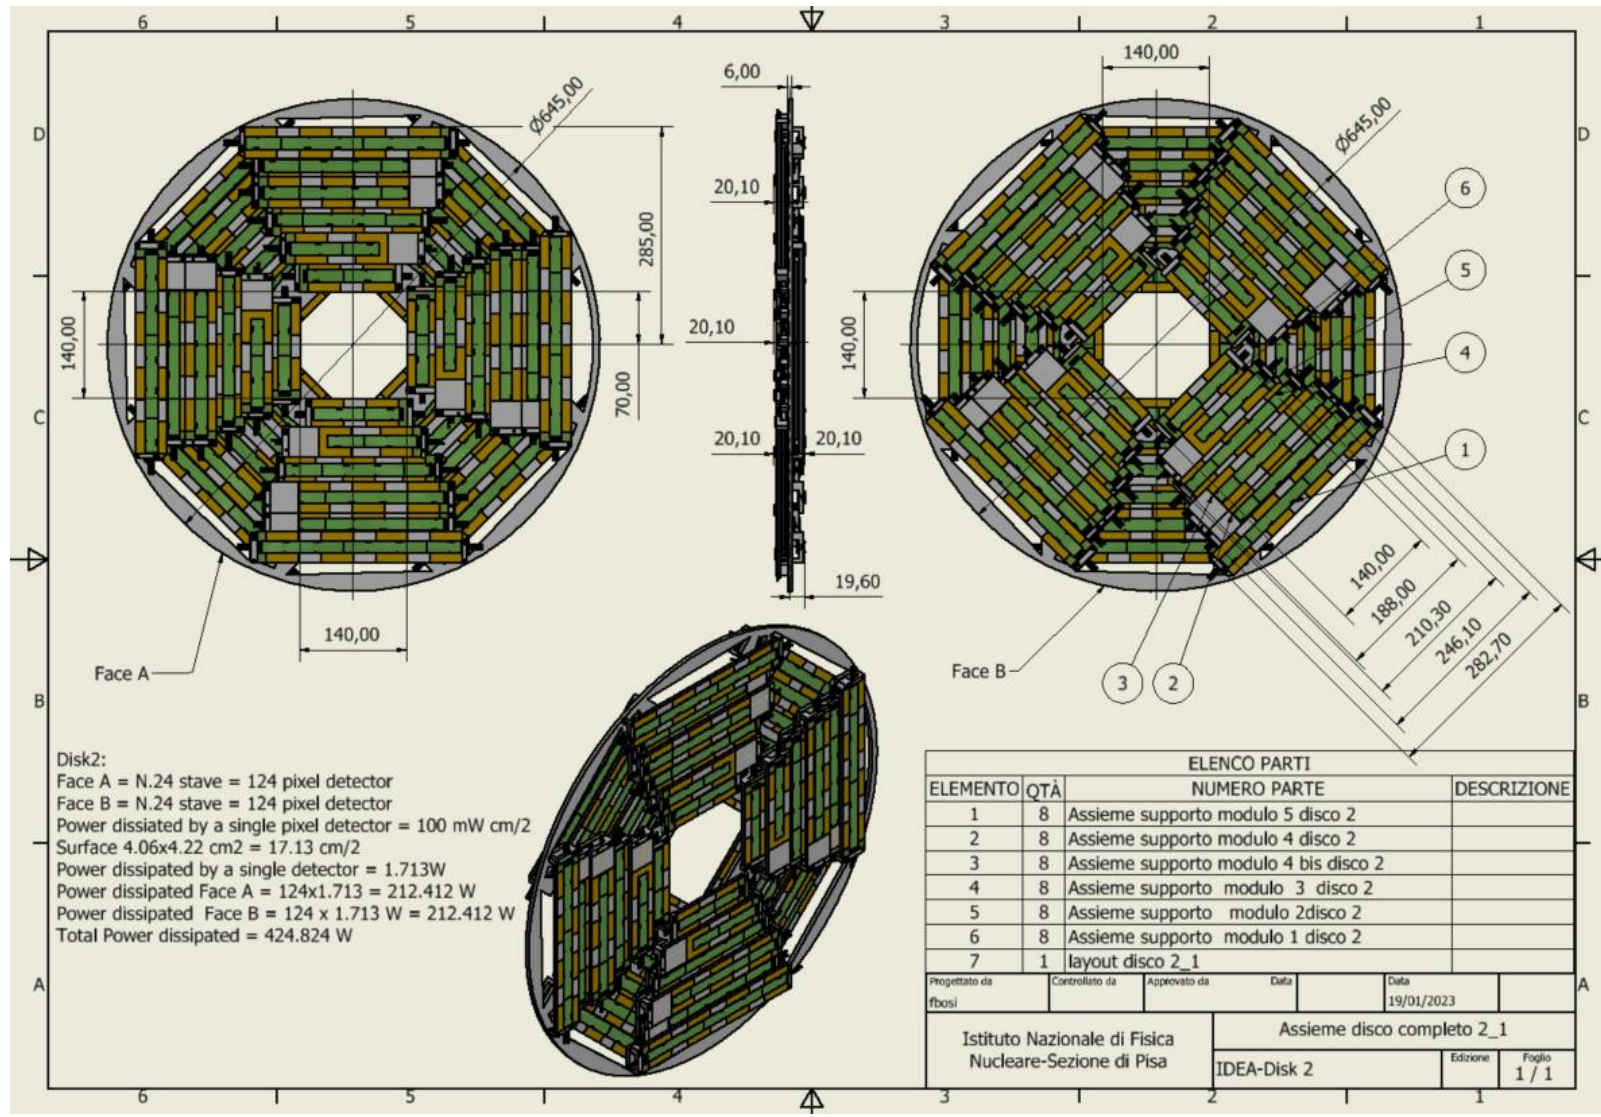 6 5 4 3 2 1
D
C
B
A
Ø645,00
285,00
140,00
70,00
140,00
Face A
6,00
20,10
20,10
20,10 20,10
19,60
140,00
Ø645,00
140,00
6
5
4
1
3 2
140,00
188,00
210,30
246,10
282,70
Face B
D
C
B
A
Disk2:
Face A = N.24 stave = 124 pixel detector
Face B = N.24 stave = 124 pixel detector
Power dissiated by a single pixel detector = 100 mW cm/2
Surface 4.06x4.22 cm2 = 17.13 cm/2
Power dissipated by a single detector = 1.713W
Power dissipated Face A = 124x1.713 = 212.412 W
Power dissipated Face B = 124 x 1.713 W = 212.412 W
Total Power dissipated = 424.824 W
ELENCO PARTI
ELEMENTO QTÀ NUMERO PARTE DESCRIZIONE
1 8 Assieme supporto modulo 5 disco 2
2 8 Assieme supporto modulo 4 disco 2
3 8 Assieme supporto modulo 4 bis disco 2
4 8 Assieme supporto modulo 3 disco 2
5 8 Assieme supporto modulo 2disco 2
6 8 Assieme supporto modulo 1 disco 2
7 1 layout disco 2_1
Progettato da Controllato da Approvato da Data Data
fbosi 19/01/2023
Istituto Nazionale di Fisica
Nucleare-Sezione di Pisa
Assieme disco completo 2_1
IDEA-Disk 2
Edizione Foglio
1 / 1
6 5 4 3 2 1